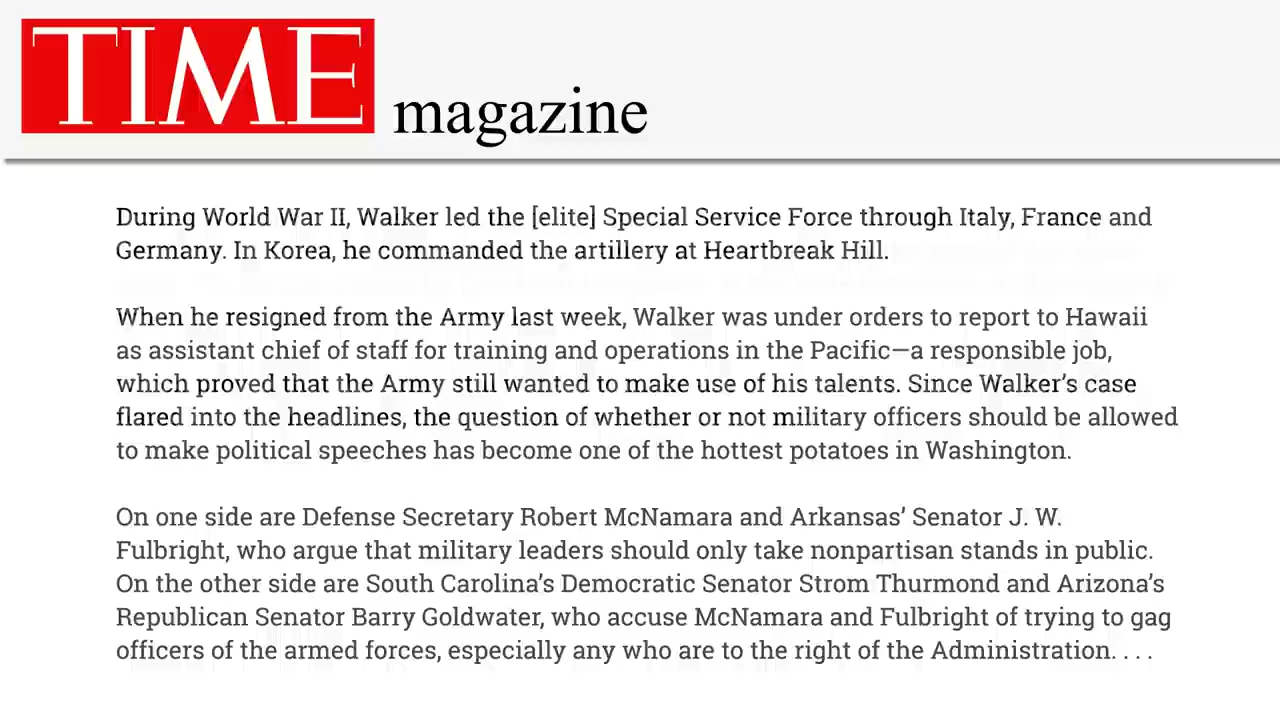 TIME magazine
During World War II, Walker led the [elite] Special Service Force through Italy, France and
Germany. In Korea, he commanded the artillery at Heartbreak Hill.
When he resigned from the Army last week, Walker was under orders to report to Hawaii
as assistant chief of staff for training and operations in the Pacific—a responsible job,
which proved that the Army still wanted to make use of his talents. Since Walker’s case
flared into the headlines, the question of whether or not military officers should be allowed
to make political speeches has become one of the hottest potatoes in Washington.
On one side are Defense Secretary Robert McNamara and Arkansas’ Senator J. W.
Fulbright, who argue that military leaders should only take nonpartisan stands in public.
On the other side are South Carolina’s Democratic Senator Strom Thurmond and Arizona’s
Republican Senator Barry Goldwater, who accuse McNamara and Fulbright of trying to gag
officers of the armed forces, especially any who are to the right of the Administration. . . .